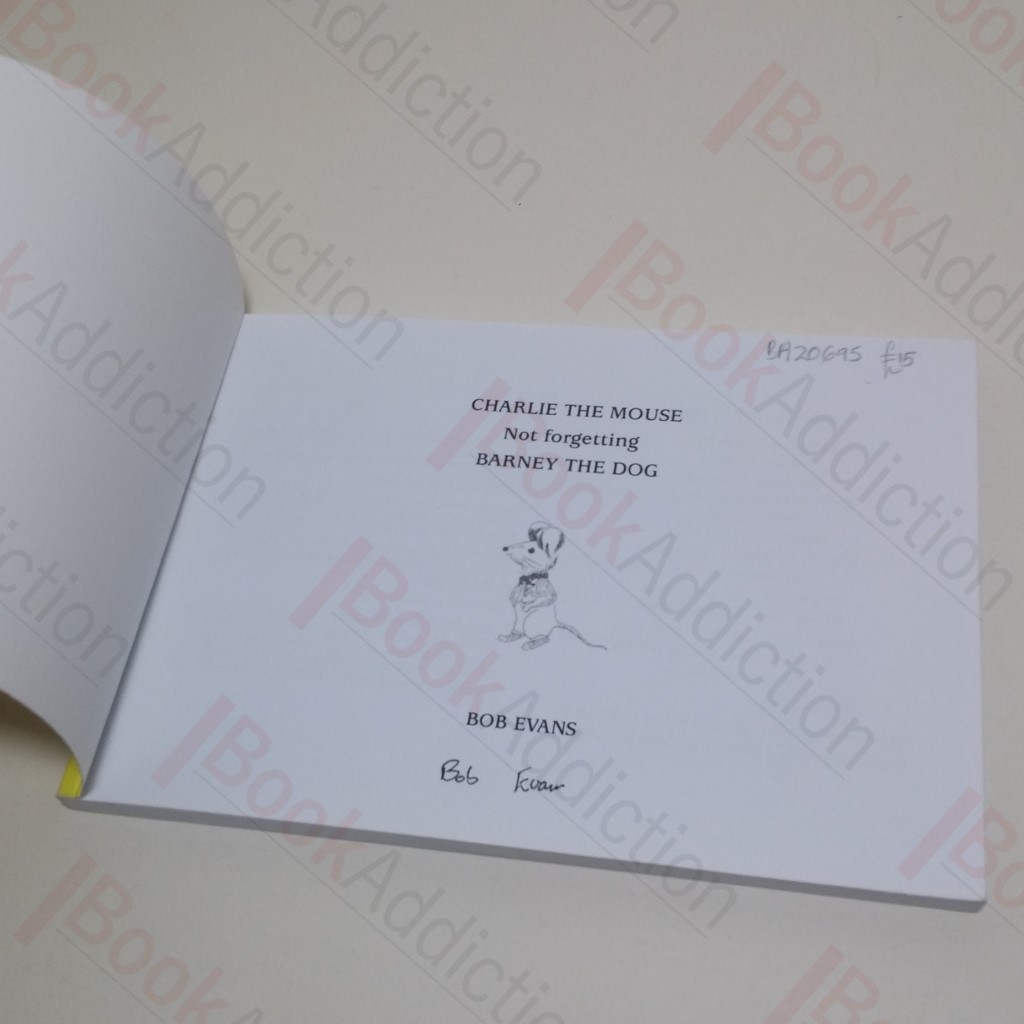 BA20695 £15
CHARLIE THE MOUSE
Not forgetting
BARNEY THE DOG
BOB EVANS
Bob Evans
BookAddiction